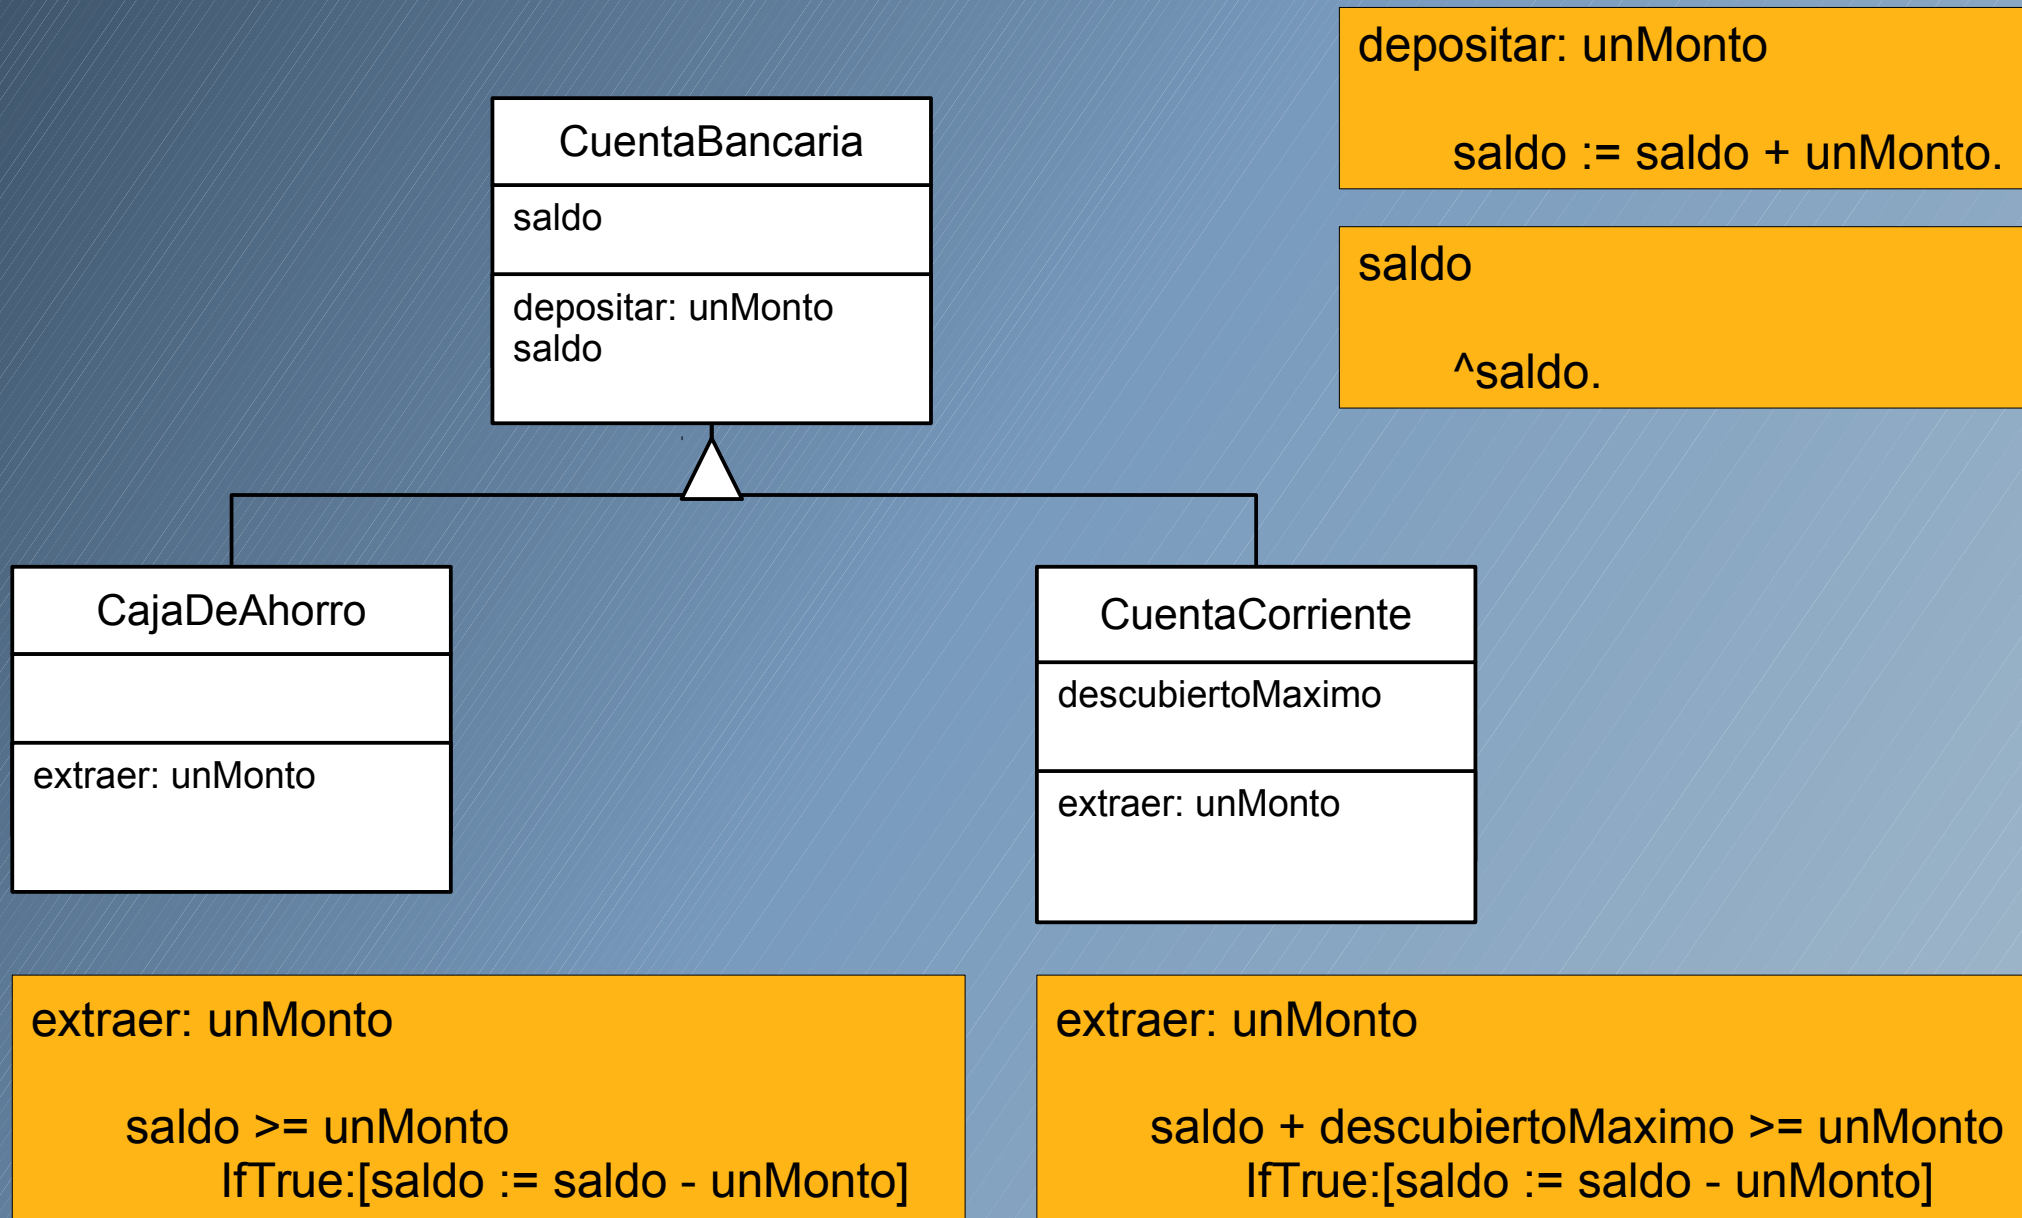 depositar: unMonto
saldo := saldo + unMonto.
CuentaBancaria
saldo
depositar: unMonto
saldo
saldo
^saldo.
CajaDeAhorro
extraer: unMonto
CuentaCorriente
descubiertoMaximo
extraer: unMonto
extraer: unMonto
saldo >= unMonto
IfTrue:[saldo := saldo - unMonto]
extraer: unMonto
saldo + descubiertoMaximo >= unMonto
IfTrue:[saldo := saldo - unMonto]